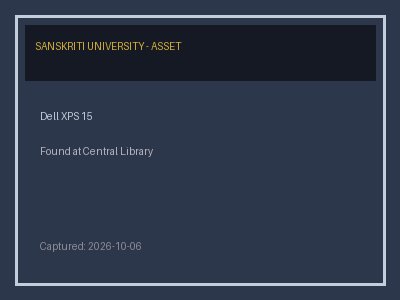 SANSKRITI UNIVERSITY - ASSET
Dell XPS 15
Found at Central Library
Captured: 2026-10-06